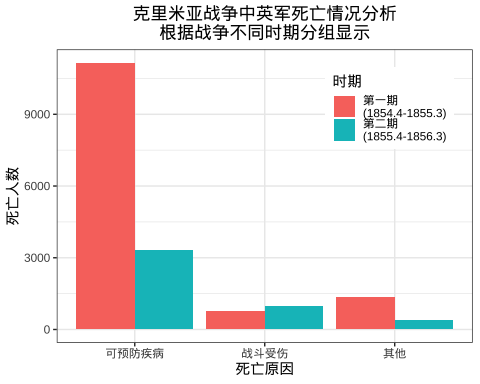 克里米亚战争中英军死亡情况分析
根据战争不同时期分组显示
时期
第一期
(1854.4-1855.3)
第二期
(1855.4-1856.3)
死亡人数
9000
6000
3000
0
可预防疾病
战斗受伤
其他
死亡原因